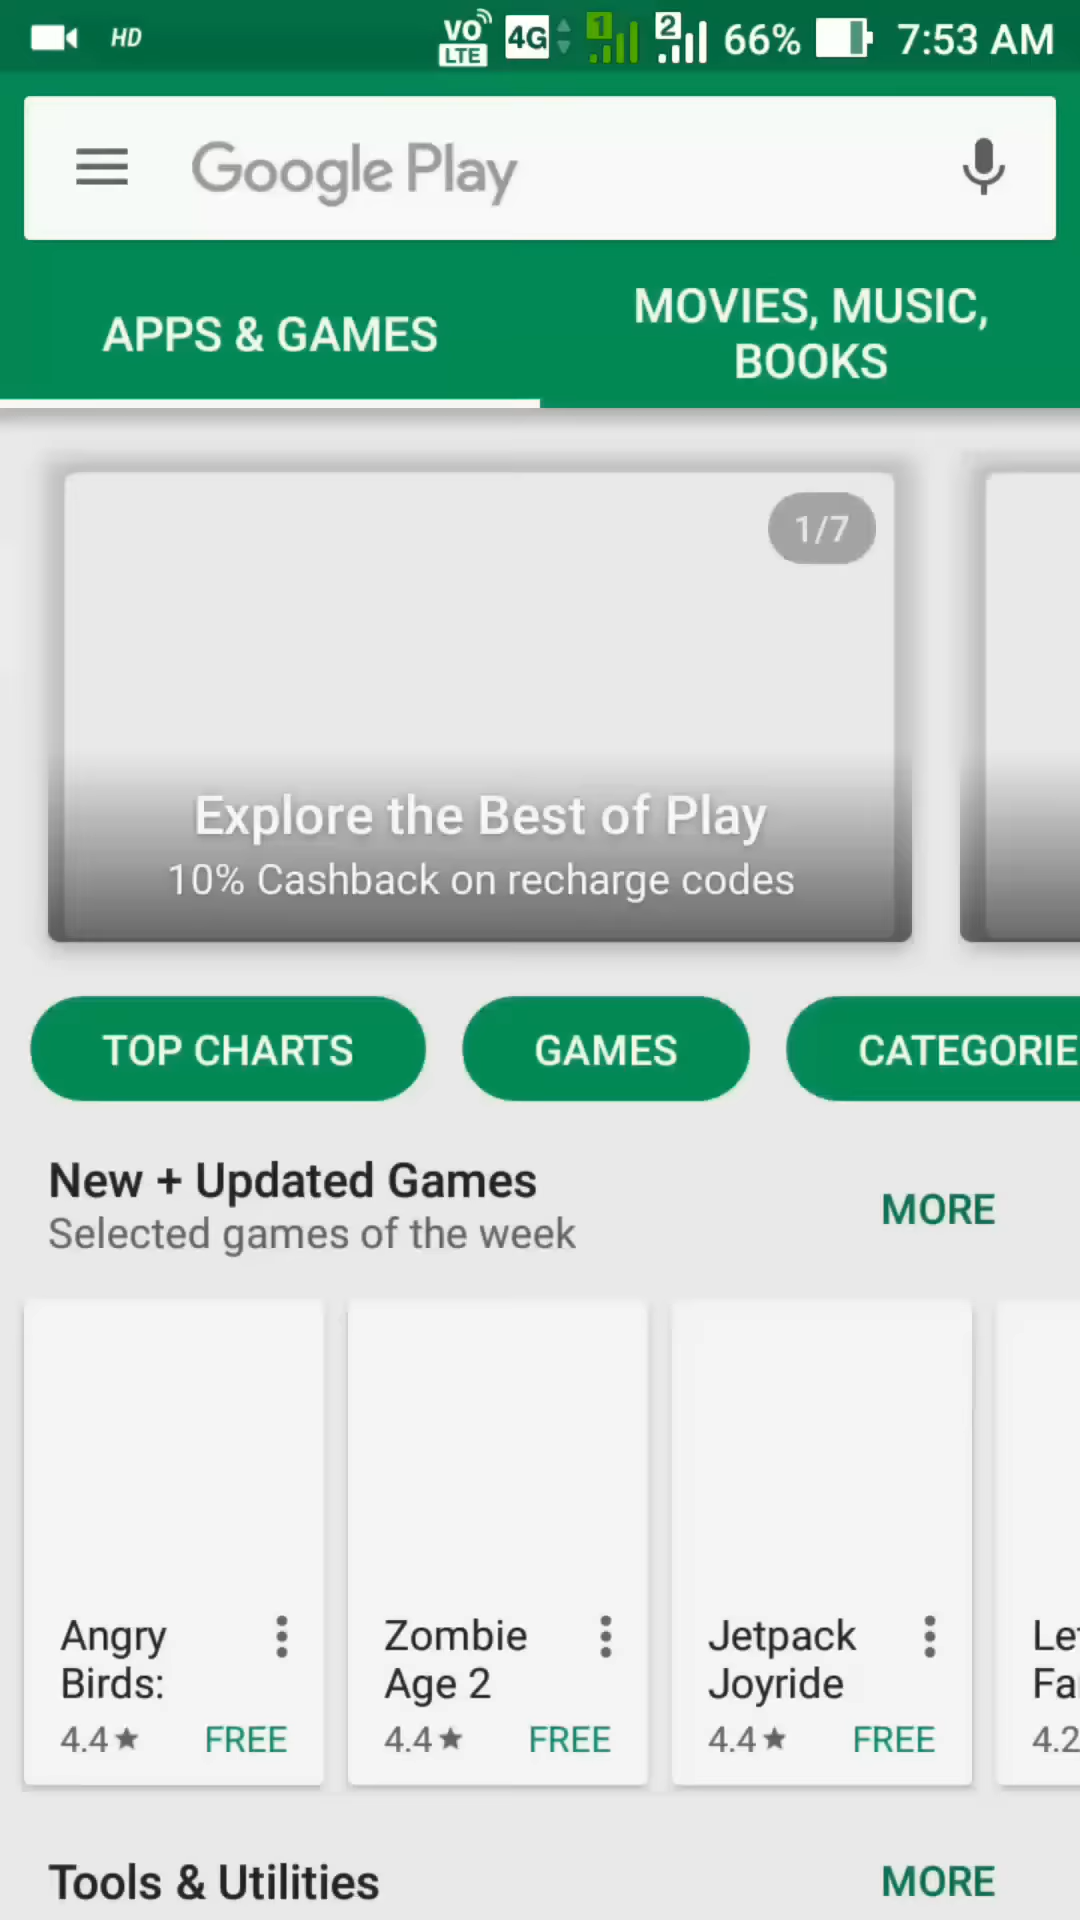 HD VO LTE 4G 1 2 66% 7:53 AM
Google Play
APPS & GAMES
MOVIES, MUSIC,
BOOKS
1/7
Explore the Best of Play
10% Cashback on recharge codes
TOP CHARTS GAMES CATEGORIE
New + Updated Games
Selected games of the week
MORE
Angry
Birds:
4.4★ FREE
Zombie
Age 2
4.4★ FREE
Jetpack
Joyride
4.4★ FREE
Le
Fa
4.2
Tools & Utilities MORE